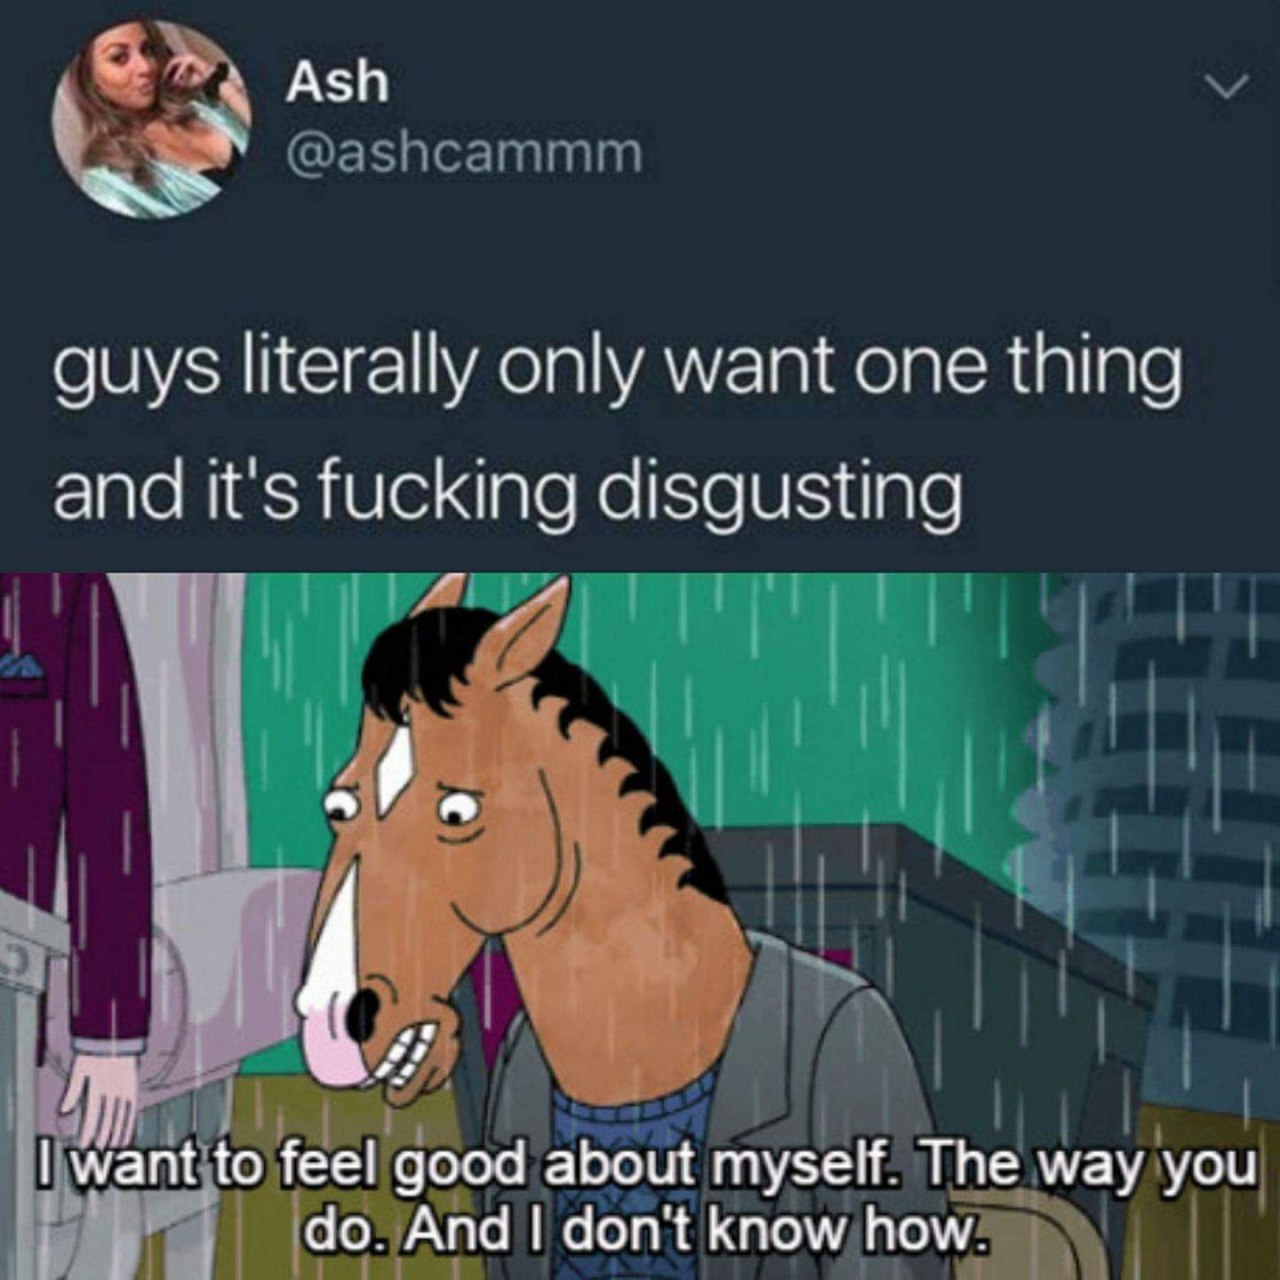 Ash
@ashcammm
guys literally only want one thing
and it's fucking disgusting
I want to feel good about myself. The way you
do. And I don't know how.